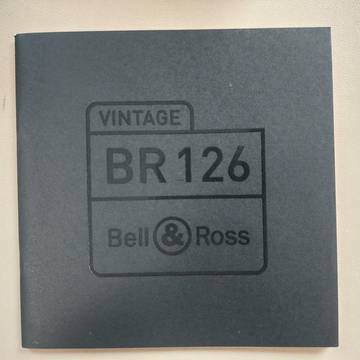 VINTAGE
BR 126
Bell & Ross